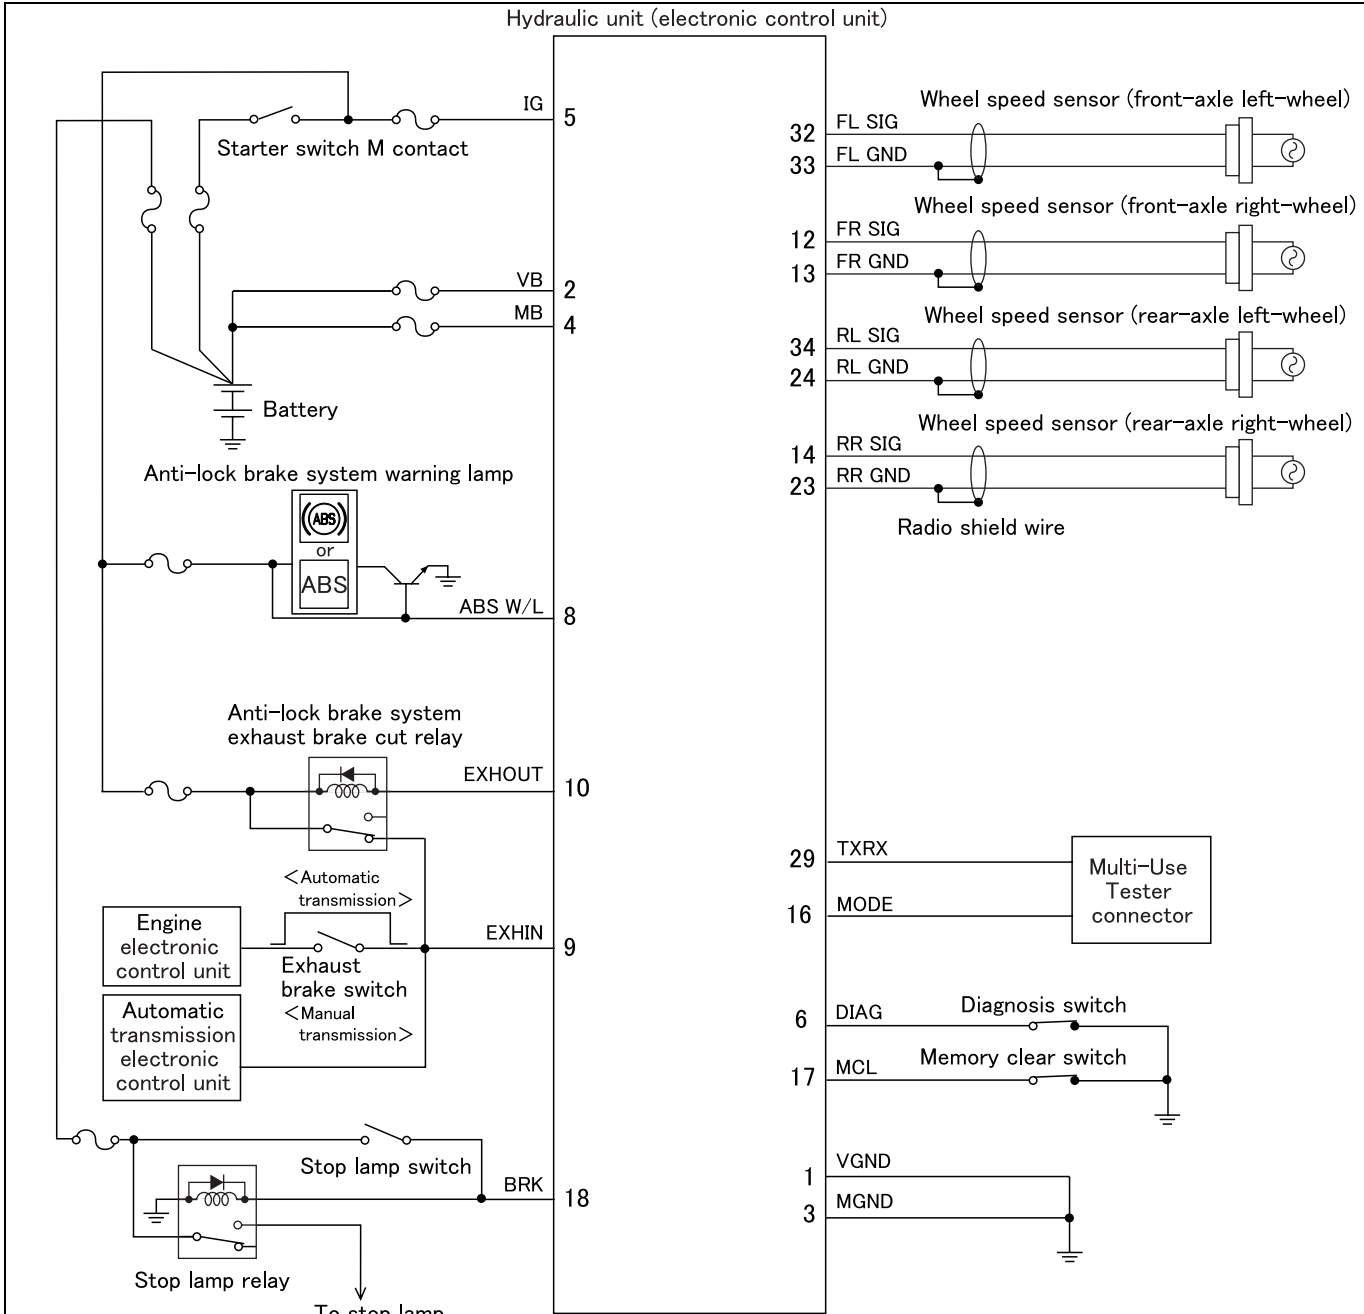 Hydraulic unit (electronic control unit)
IG
5
Starter switch M contact
VB
2
MB
4
Battery
Anti-lock brake system warning lamp
ABS
or
ABS
ABS W/L
8
Anti-lock brake system
exhaust brake cut relay
EXHOUT
10
<Automatic
transmission>
Engine
electronic
control unit
EXHIN
9
Exhaust
brake switch
<Manual
transmission>
Automatic
transmission
electronic
control unit
Stop lamp switch
BRK
18
Stop lamp relay
To stop lamp
Wheel speed sensor (front-axle left-wheel)
32
FL SIG
33
FL GND
Wheel speed sensor (front-axle right-wheel)
12
FR SIG
13
FR GND
Wheel speed sensor (rear-axle left-wheel)
34
RL SIG
24
RL GND
Wheel speed sensor (rear-axle right-wheel)
14
RR SIG
23
RR GND
Radio shield wire
29
TXRX
16
MODE
Multi-Use
Tester
connector
6
DIAG
Diagnosis switch
17
MCL
Memory clear switch
1
VGND
3
MGND